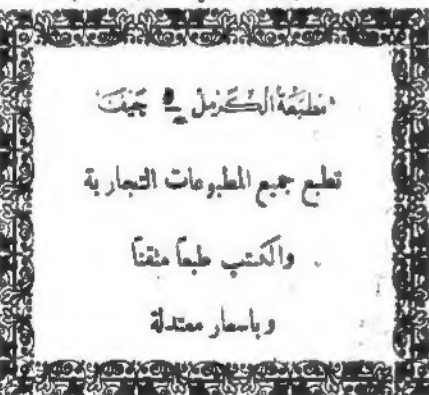 مطبعة الكرمل في حيفا
تطبع جميع المطبوعات التجارية
والكتب طبعاً متقناً
وباسعار معتدلة